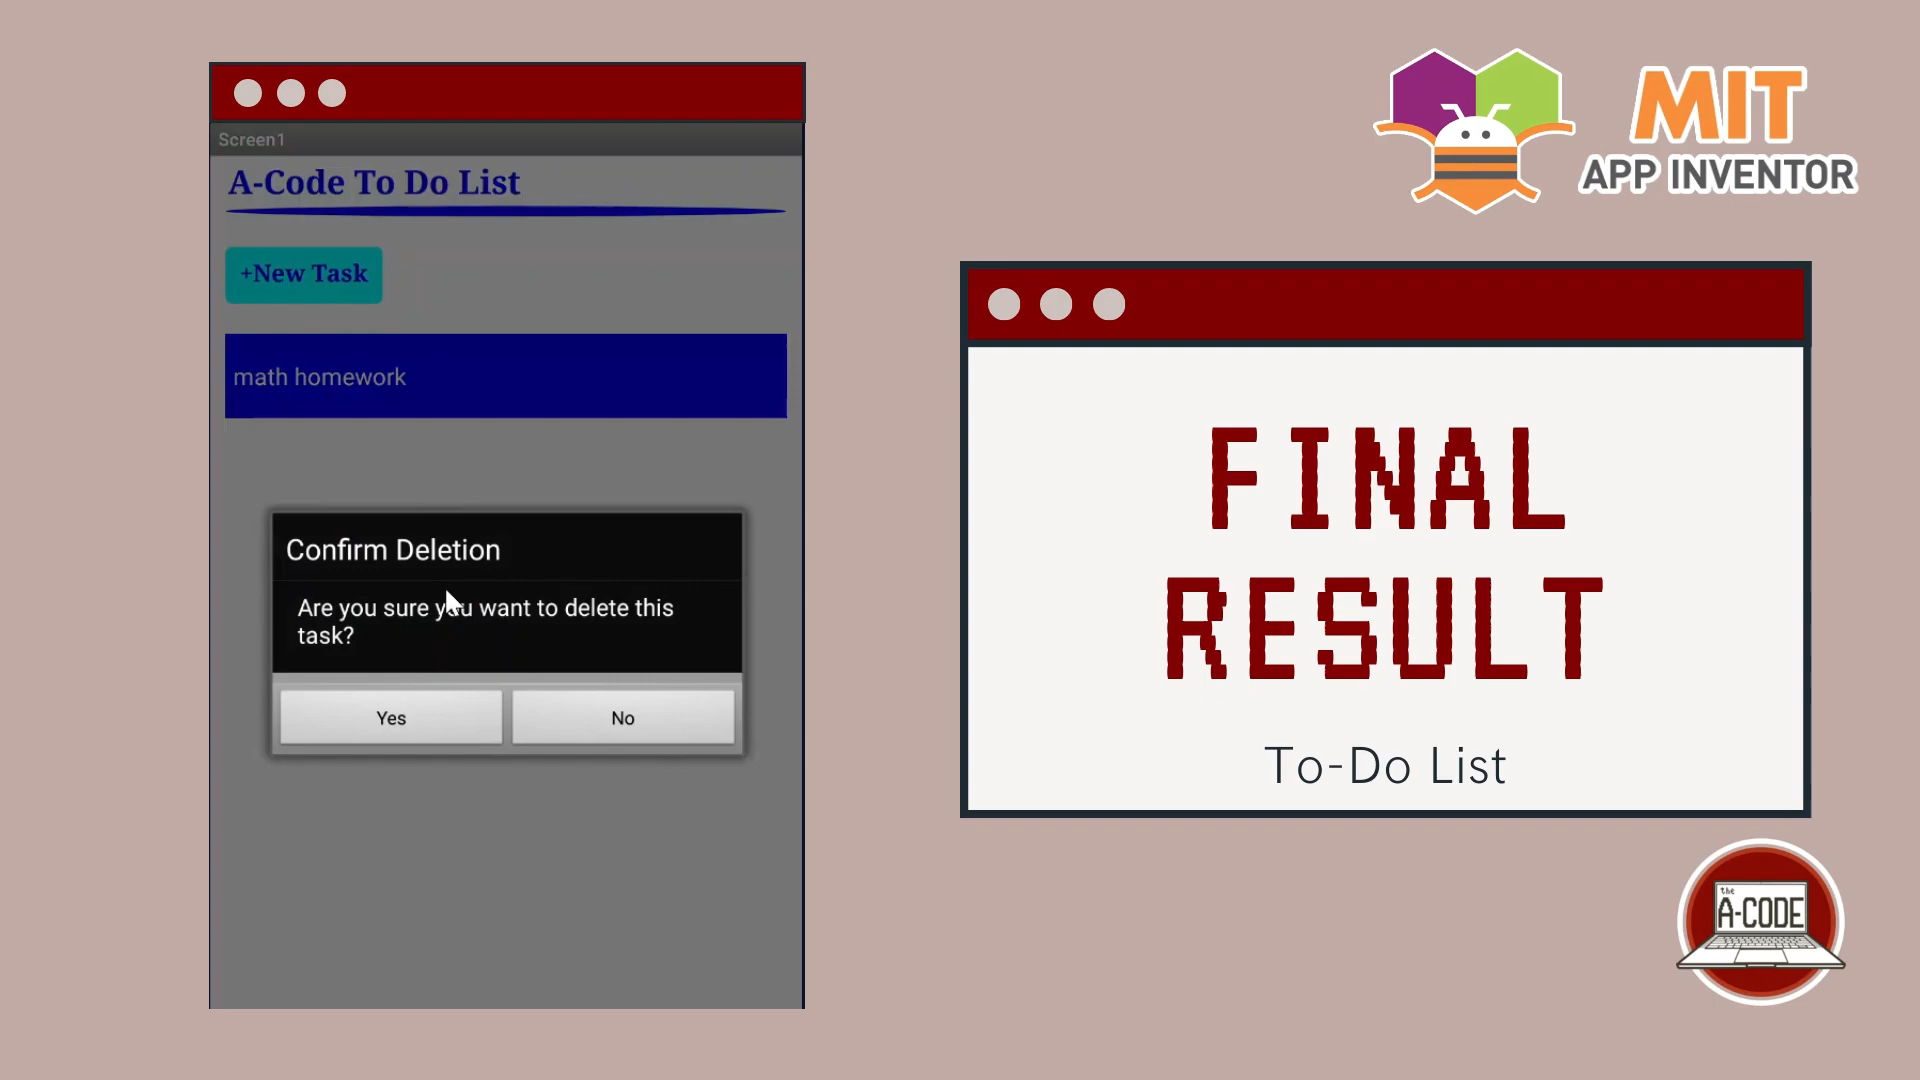 Screen1
A-Code To Do List
+New Task
math homework
Confirm Deletion
Are you sure you want to delete this
task?
Yes
No
MIT
APP INVENTOR
FINAL
RESULT
To-Do List
the
A-CODE